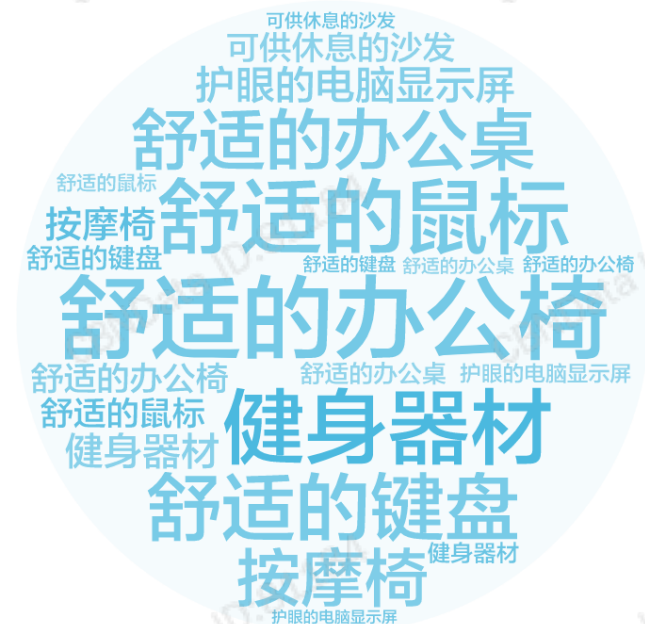 可供休息的沙发
可供休息的沙发
护眼的电脑显示屏
舒适的办公桌
舒适的鼠标
舒适的鼠标
按摩椅
舒适的键盘
舒适的键盘 舒适的办公桌 舒适的办公椅
舒适的办公椅
舒适的办公椅 舒适的办公桌 护眼的电脑显示屏
舒适的鼠标
健身器材
健身器材
舒适的键盘
健身器材
按摩椅
护眼的电脑显示屏